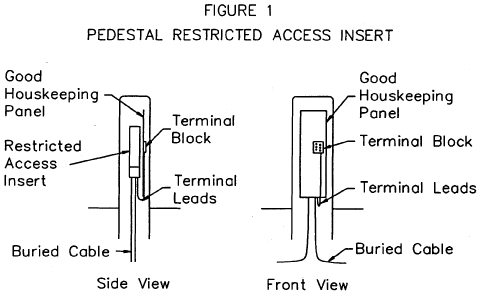 FIGURE 1
PEDESTAL RESTRICTED ACCESS INSERT
Good
Housekeeping
Panel
Restricted
Access
Insert
Terminal
Block
Terminal
Leads
Buried Cable
Side View
Good
Houskeeping
Panel
Terminal Block
Terminal Leads
Buried Cable
Front View